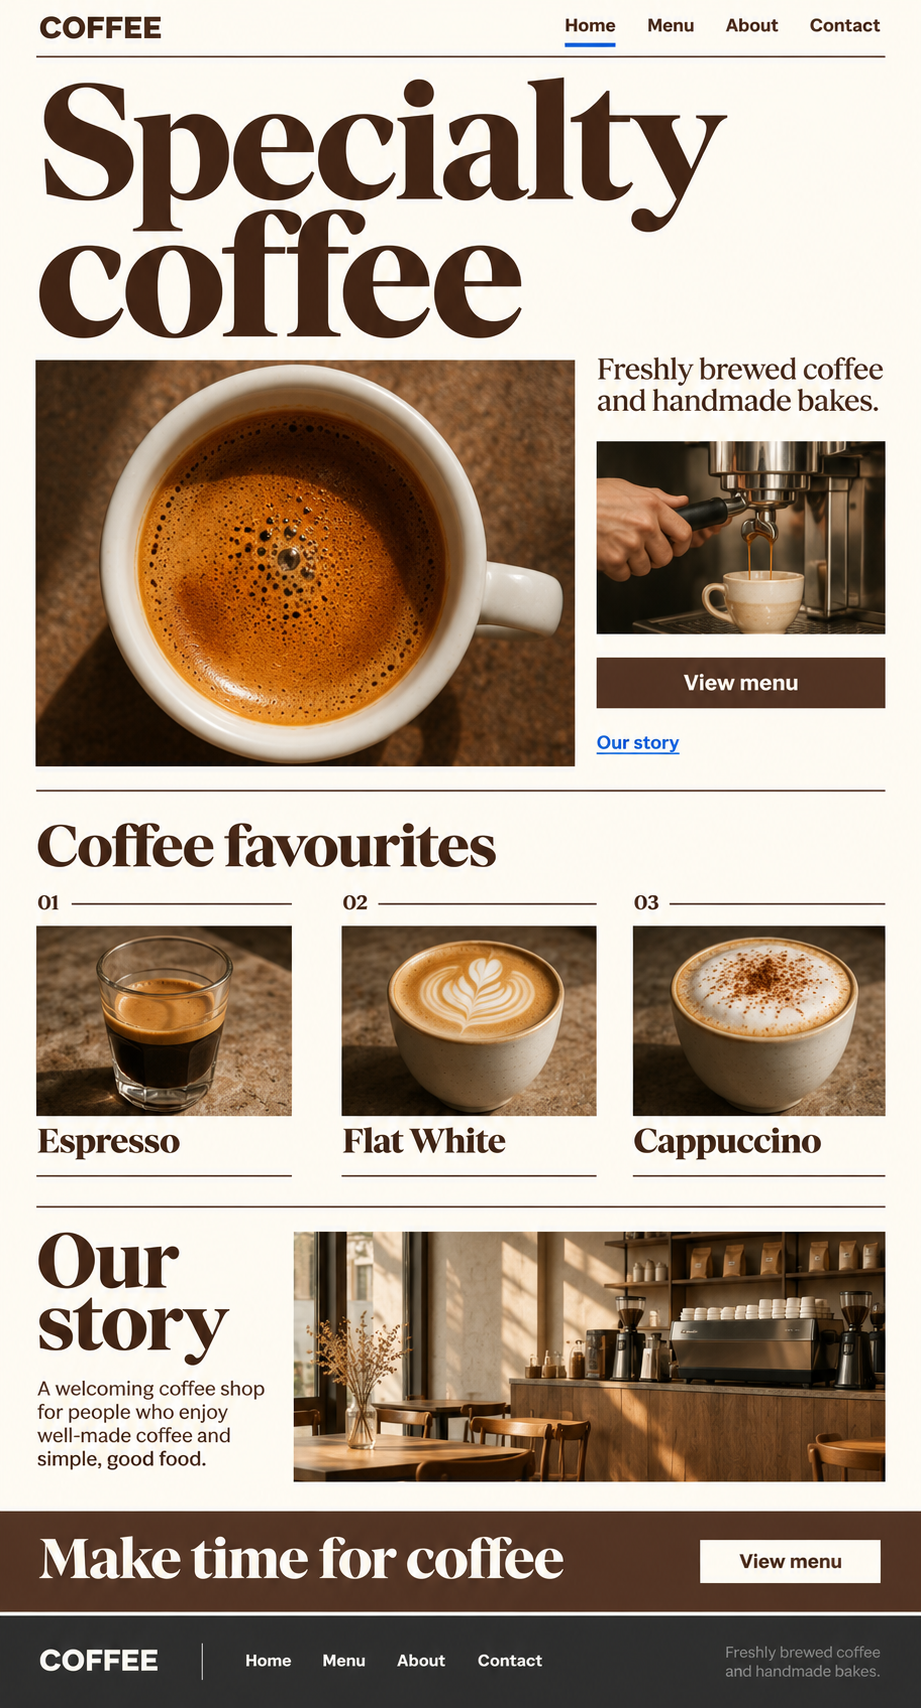 COFFEE
Home
Menu
About
Contact
Specialty
coffee
Freshly brewed coffee
and handmade bakes.
View menu
Our story
Coffee favourites
01
02
03
Espresso
Flat White
Cappuccino
Our
story
A welcoming coffee shop
for people who enjoy
well-made coffee and
simple, good food.
Make time for coffee
View menu
COFFEE
Home
Menu
About
Contact
Freshly brewed coffee
and handmade bakes.